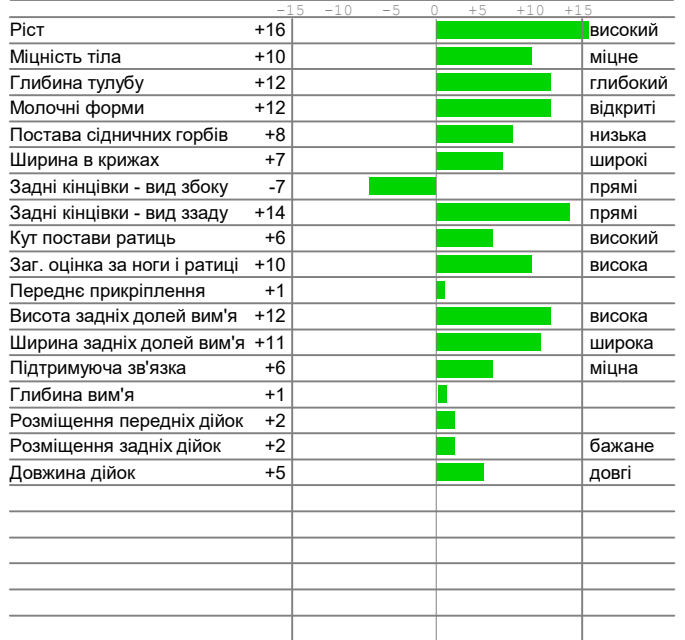 -15 -10 -5 0 +5 +10 +15
Ріст +16 високий
Міцність тіла +10 міцне
Глибина тулубу +12 глибокий
Молочні форми +12 відкриті
Постава сідничних горбів +8 низька
Ширина в крижах +7 широкі
Задні кінцівки - вид збоку -7 прямі
Задні кінцівки - вид ззаду +14 прямі
Кут постави ратиць +6 високий
Заг. оцінка за ноги і ратиці +10 висока
Переднє прикріплення +1
Висота задніх долей вим'я +12 висока
Ширина задніх долей вим'я +11 широка
Підтримуюча зв'язка +6 міцна
Глибина вим'я +1
Розміщення передніх дійок +2
Розміщення задніх дійок +2 бажане
Довжина дійок +5 довгі